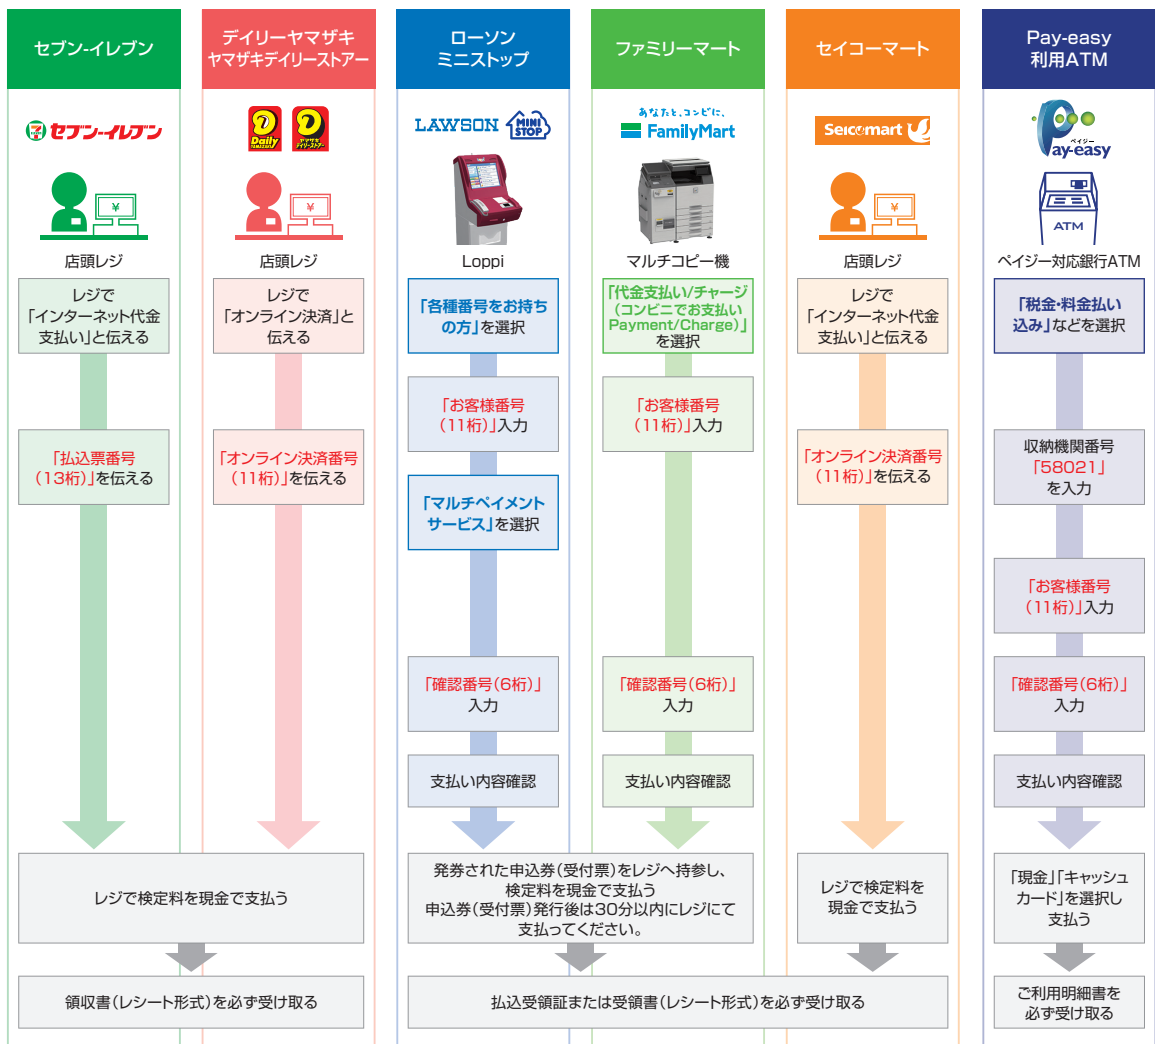 セブン-イレブン
デイリーヤマザキ
ヤマザキデイリーストアー
ローソン
ミニストップ
ファミリーマート
セイコーマート
Pay-easy
利用ATM
セブン-イレブン
Daily
YAMAZAKI
ヤマザキ
デイリーストアー
LAWSON
MINI
STOP
あなたと、コンビに、
FamilyMart
Seicomart
ペイジー
Pay-easy
¥
¥
¥
ATM
店頭レジ
店頭レジ
Loppi
マルチコピー機
店頭レジ
ペイジー対応銀行ATM
レジで
「インターネット代金
支払い」と伝える
レジで
「オンライン決済」と
伝える
「各種番号をお持ち
の方」を選択
「代金支払い/チャージ
(コンビニでお支払い
Payment/Charge)」
を選択
レジで
「インターネット代金
支払い」と伝える
「税金・料金払い
込み」などを選択
「お客様番号
(11桁)」入力
「お客様番号
(11桁)」入力
「払込票番号
(13桁)」を伝える
「オンライン決済番号
(11桁)」を伝える
「マルチペイメント
サービス」を選択
「オンライン決済番号
(11桁)」を伝える
収納機関番号
「58021」
を入力
「お客様番号
(11桁)」入力
「確認番号(6桁)」
入力
「確認番号(6桁)」
入力
「確認番号(6桁)」
入力
支払い内容確認
支払い内容確認
支払い内容確認
レジで検定料を現金で支払う
発券された申込券(受付票)をレジへ持参し、
検定料を現金で支払う
申込券(受付票)発行後は30分以内にレジにて
支払ってください。
レジで検定料を
現金で支払う
「現金」「キャッシュ
カード」を選択し
支払う
領収書(レシート形式)を必ず受け取る
払込受領証または受領書(レシート形式)を必ず受け取る
ご利用明細書を
必ず受け取る